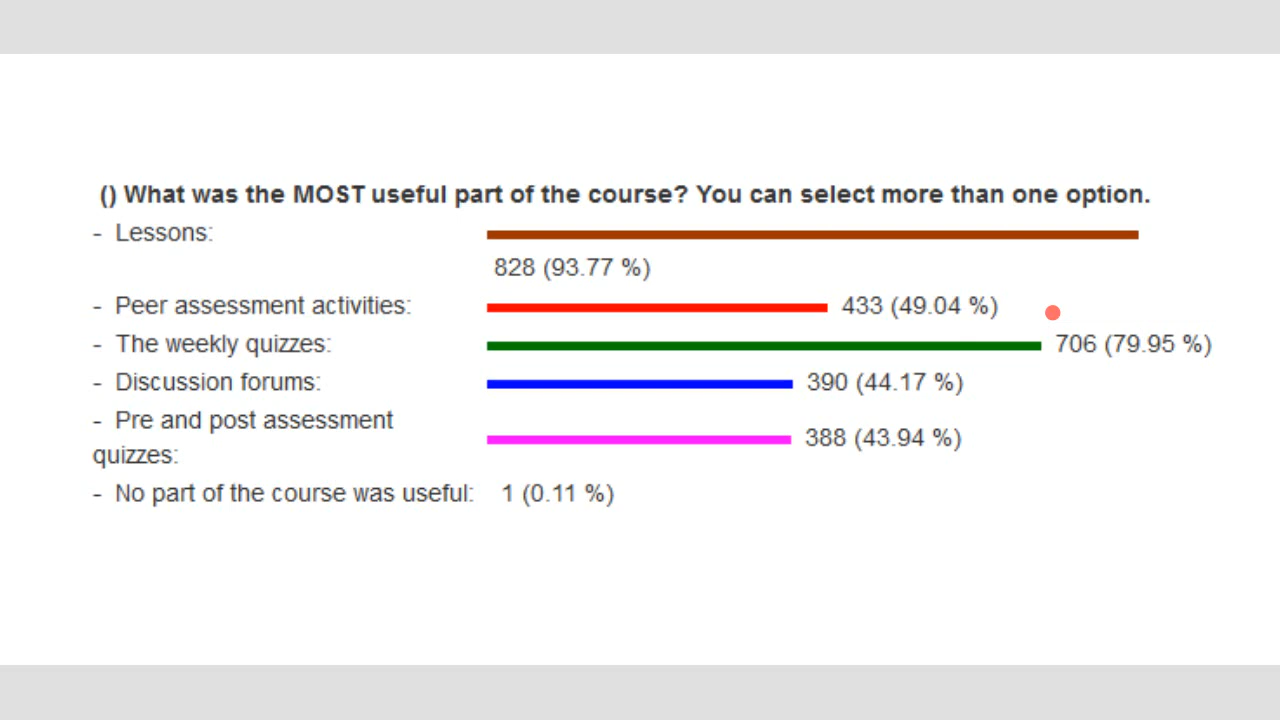 () What was the MOST useful part of the course? You can select more than one option.
- Lessons:
828 (93.77 %)
- Peer assessment activities: 433 (49.04 %)
- The weekly quizzes: 706 (79.95 %)
- Discussion forums: 390 (44.17 %)
- Pre and post assessment
quizzes: 388 (43.94 %)
- No part of the course was useful: 1 (0.11 %)